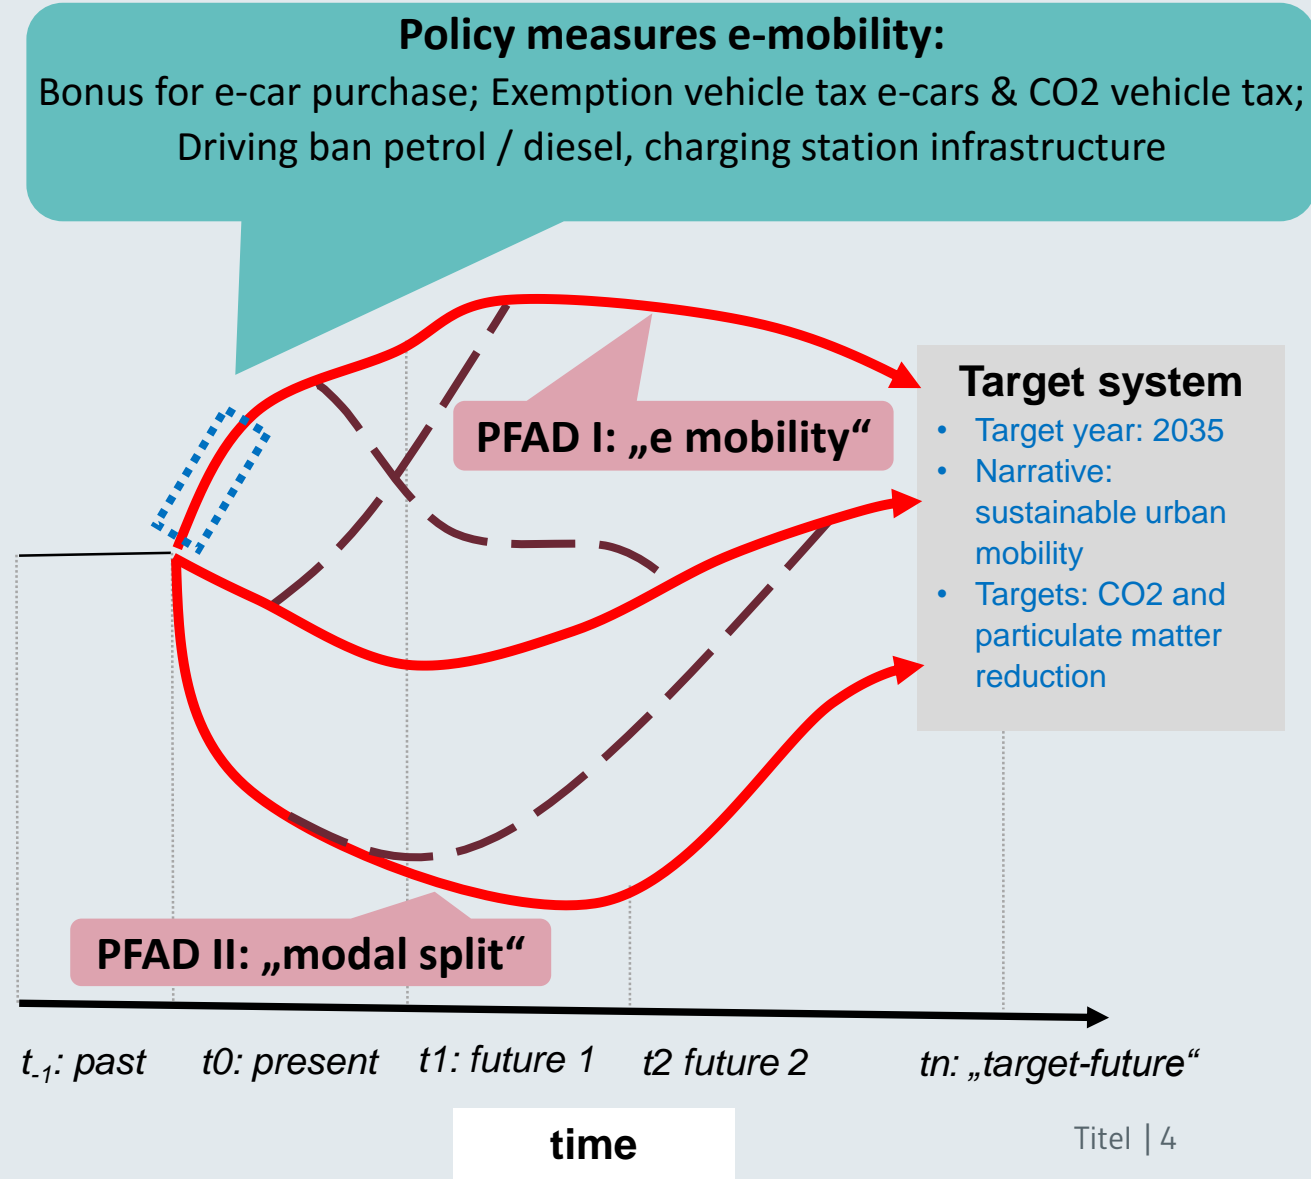 Policy measures e-mobility:
Bonus for e-car purchase; Exemption vehicle tax e-cars & CO2 vehicle tax;
Driving ban petrol / diesel, charging station infrastructure
PFAD I: „e mobility“
Target system
• Target year: 2035
• Narrative:
sustainable urban
mobility
• Targets: CO2 and
particulate matter
reduction
PFAD II: „modal split“
t-1: past t0: present t1: future 1 t2 future 2 tn: „target-future“
time
Titel | 4